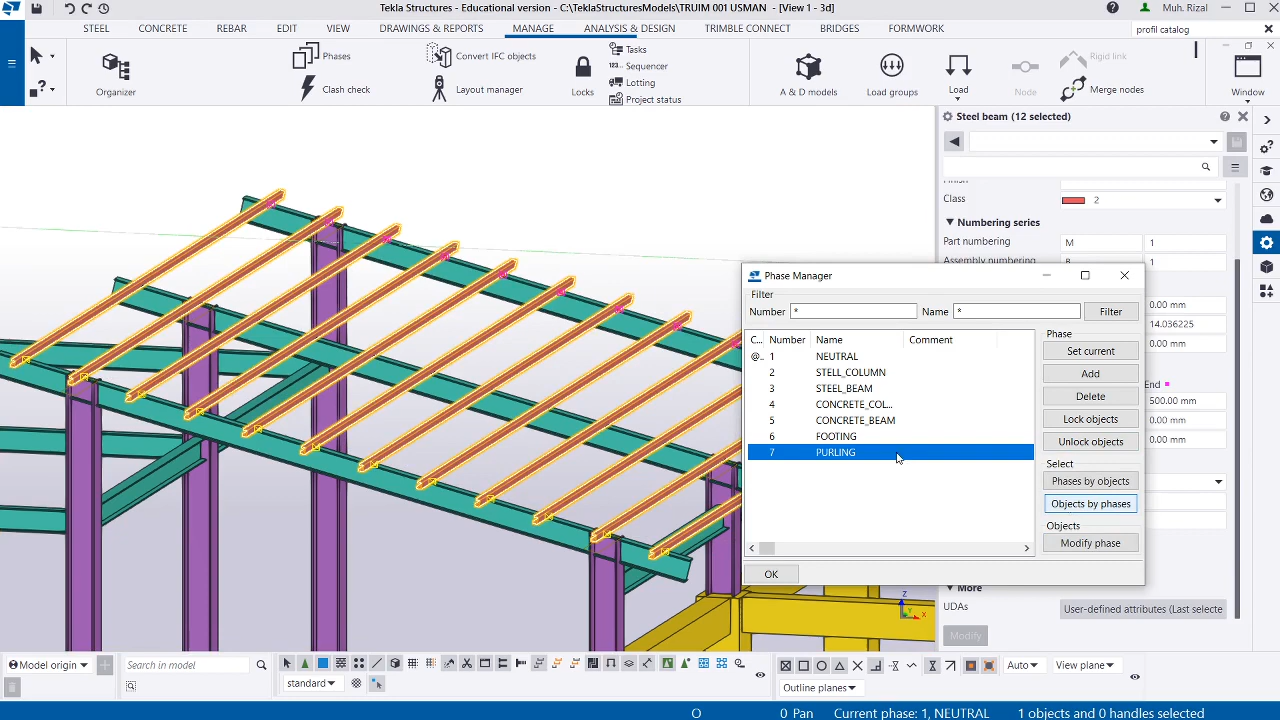 Tekla Structures - Educational version - C:\TeklaStructuresModels\TRUIM 001 USMAN - [View 1 - 3d]
Muh. Rizal
STEEL CONCRETE REBAR EDIT VIEW DRAWINGS & REPORTS MANAGE ANALYSIS & DESIGN TRIMBLE CONNECT BRIDGES FORMWORK profil catalog
Organizer
Phases
Clash check
Convert IFC objects
Layout manager
Locks
Tasks
Sequencer
Lotting
Project status
A & D models
Load groups
Load
Node
Rigid link
Merge nodes
Window
Steel beam (12 selected)
Class 2
Numbering series
Part numbering M 1
1
0.00 mm
14.036225
0.00 mm
End
500.00 mm
0.00 mm
0.00 mm
Phase Manager
Filter
Number * Name * Filter
C... Number Name Comment
@.. 1 NEUTRAL
2 STELL_COLUMN
3 STEEL_BEAM
4 CONCRETE_COL...
5 CONCRETE_BEAM
6 FOOTING
7 PURLING
Phase
Set current
Add
Delete
Lock objects
Unlock objects
Select
Phases by objects
Objects by phases
Objects
Modify phase
OK
More
UDAs User-defined attributes (Last selecte
Modify
Z
Y
X
Model origin
Search in model
standard
Auto
View plane
Outline planes
O 0 Pan Current phase: 1, NEUTRAL 1 objects and 0 handles selected